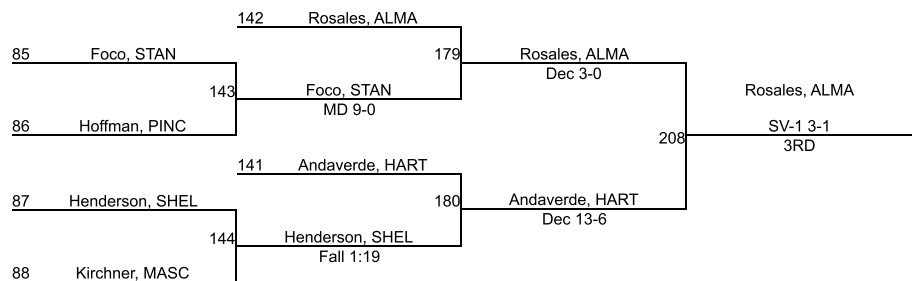 142 Rosales, ALMA
85 Foco, STAN
179 Rosales, ALMA
Dec 3-0
143 Foco, STAN
MD 9-0
Rosales, ALMA
86 Hoffman, PINC
SV-1 3-1
208
3RD
141 Andaverde, HART
87 Henderson, SHEL
180 Andaverde, HART
Dec 13-6
144 Henderson, SHEL
Fall 1:19
88 Kirchner, MASC